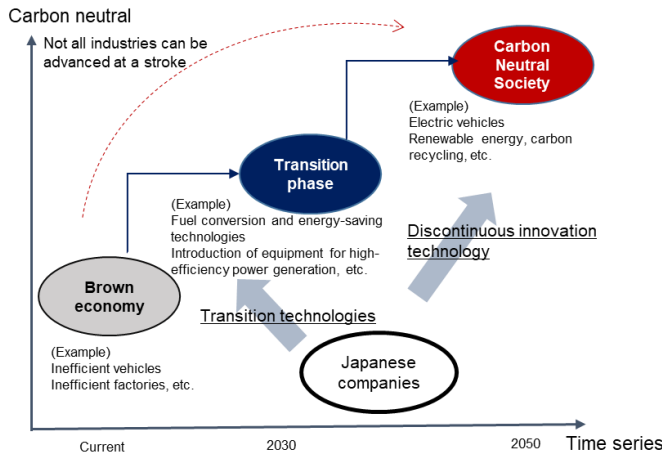 Carbon neutral
Not all industries can be
advanced at a stroke
Carbon
Neutral
Society
(Example)
Electric vehicles
Renewable energy, carbon
recycling, etc.
Transition
phase
(Example)
Fuel conversion and energy-saving
technologies
Introduction of equipment for high-
efficiency power generation, etc.
Discontinuous innovation
technology
Brown
economy
(Example)
Inefficient vehicles
Inefficient factories, etc.
Transition technologies
Japanese
companies
Current
2030
2050
Time series